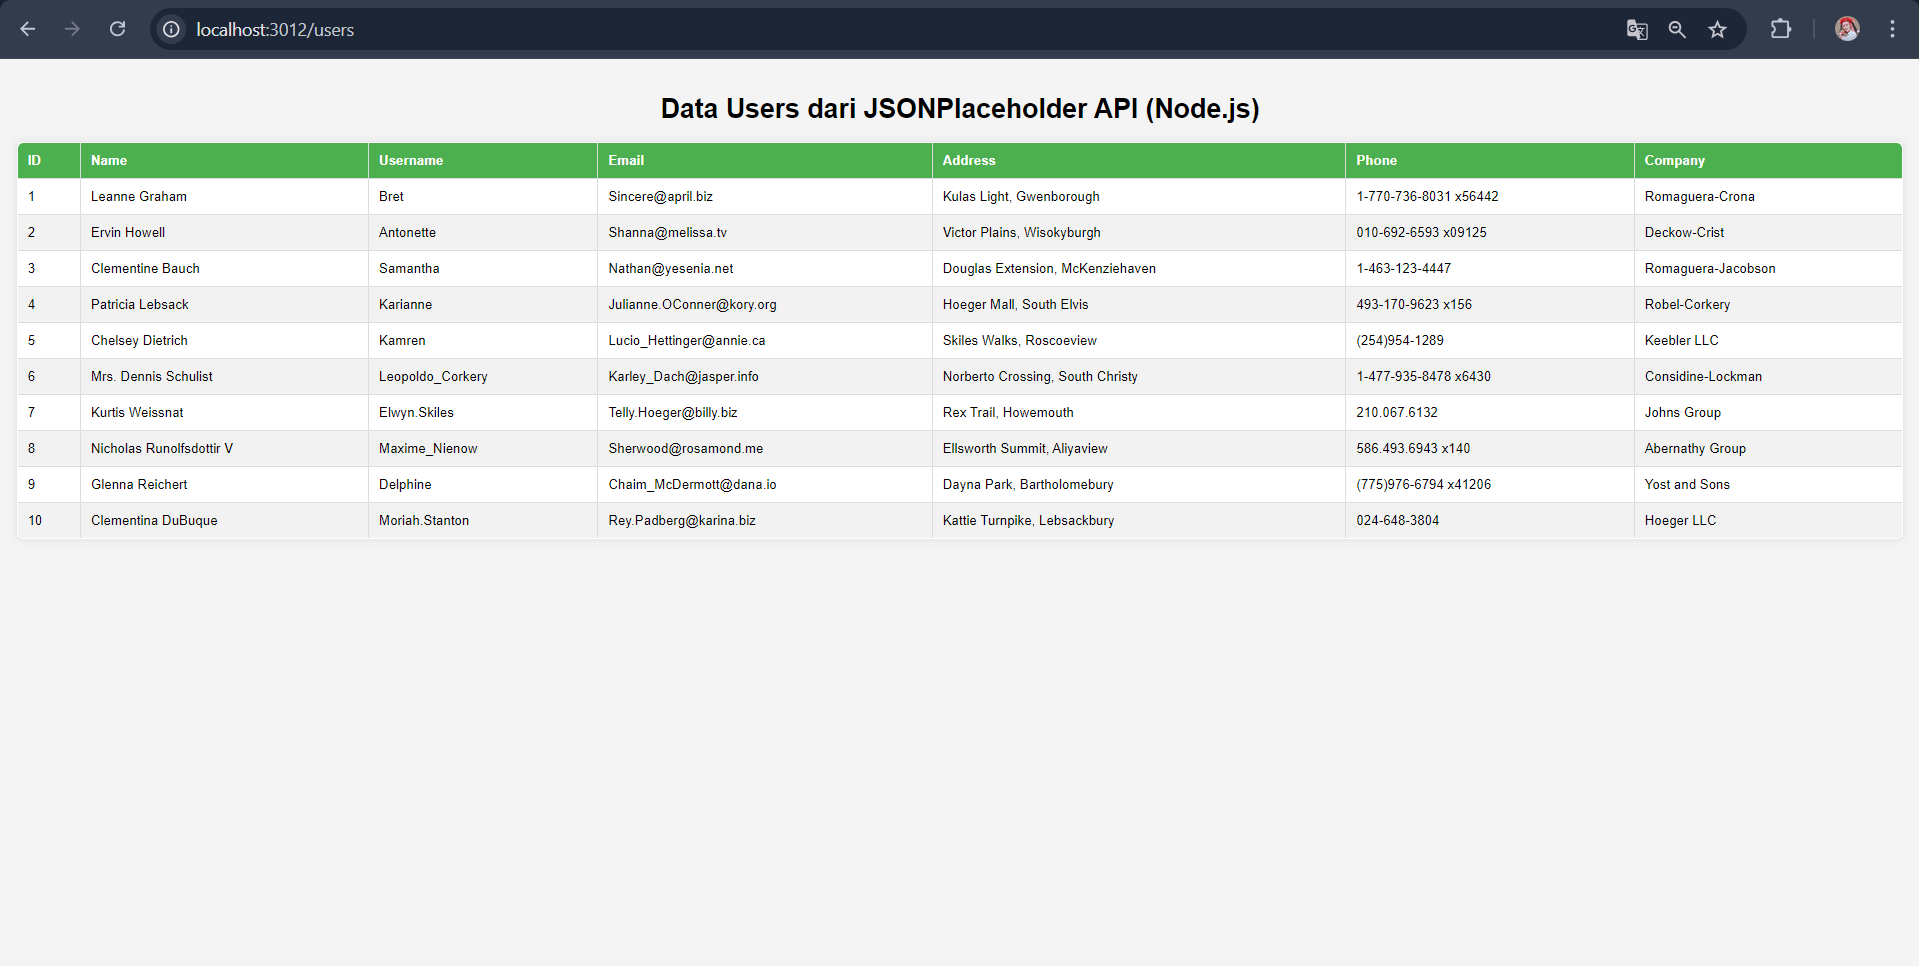 localhost:3012/users
Data Users dari JSONPlaceholder API (Node.js)
ID Name Username Email Address Phone Company
1 Leanne Graham Bret Sincere@april.biz Kulas Light, Gwenborough 1-770-736-8031 x56442 Romaguera-Crona
2 Ervin Howell Antonette Shanna@melissa.tv Victor Plains, Wisokyburgh 010-692-6593 x09125 Deckow-Crist
3 Clementine Bauch Samantha Nathan@yesenia.net Douglas Extension, McKenziehaven 1-463-123-4447 Romaguera-Jacobson
4 Patricia Lebsack Karianne Julianne.OConner@kory.org Hoeger Mall, South Elvis 493-170-9623 x156 Robel-Corkery
5 Chelsey Dietrich Kamren Lucio_Hettinger@annie.ca Skiles Walks, Roscoeview (254)954-1289 Keebler LLC
6 Mrs. Dennis Schulist Leopoldo_Corkery Karley_Dach@jasper.info Norberto Crossing, South Christy 1-477-935-8478 x6430 Considine-Lockman
7 Kurtis Weissnat Elwyn.Skiles Telly.Hoeger@billy.biz Rex Trail, Howemouth 210.067.6132 Johns Group
8 Nicholas Runolfsdottir V Maxime_Nienow Sherwood@rosamond.me Ellsworth Summit, Aliyaview 586.493.6943 x140 Abernathy Group
9 Glenna Reichert Delphine Chaim_McDermott@dana.io Dayna Park, Bartholomebury (775)976-6794 x41206 Yost and Sons
10 Clementina DuBuque Moriah.Stanton Rey.Padberg@karina.biz Kattie Turnpike, Lebsackbury 024-648-3804 Hoeger LLC